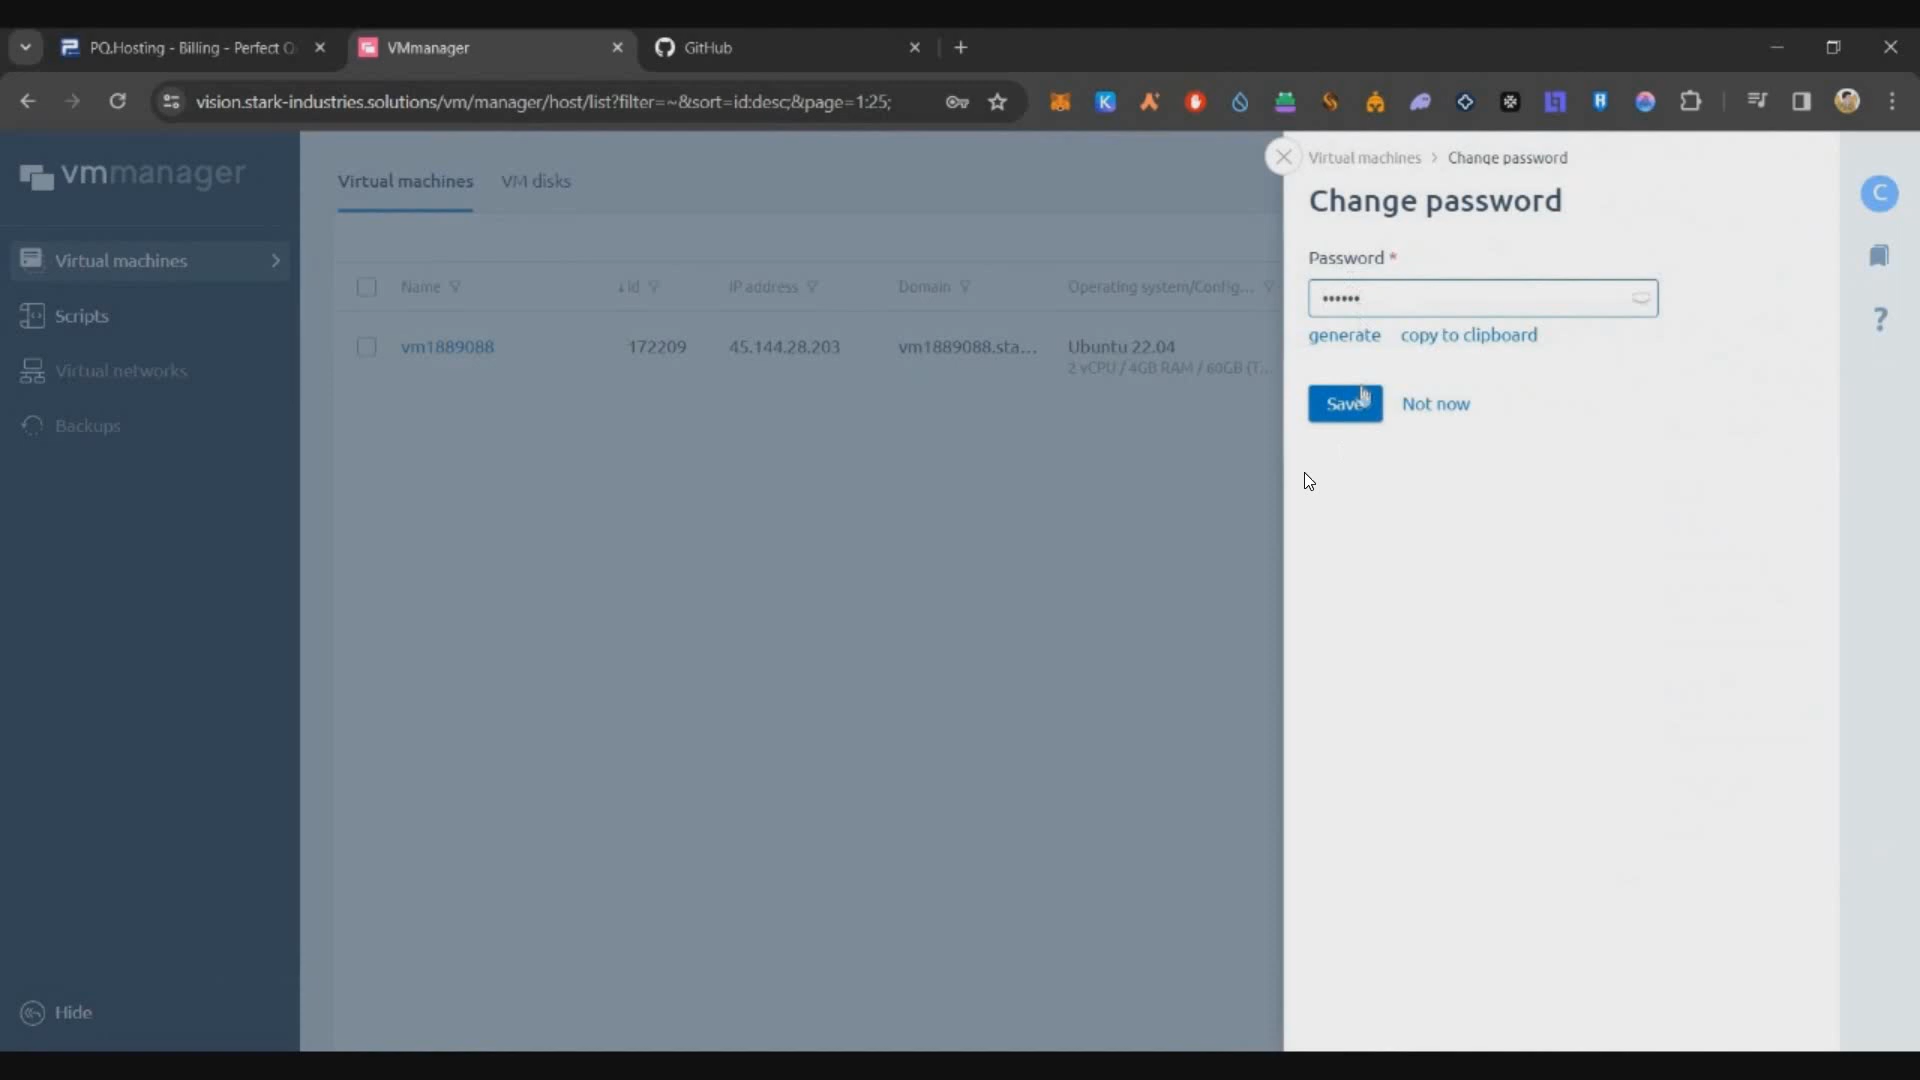 PQ.Hosting - Billing - Perfect Q
VMmanager
GitHub
vision.stark-industries.solutions/vm/manager/host/list?filter=~&sort=id:desc;&page=1:25;
vmmanager
Virtual machines
Scripts
Virtual networks
Backups
Hide
Virtual machines
VM disks
Name
Id
IP address
Domain
Operating system/Config...
vm1889088
172209
45.144.28.203
vm1889088.sta...
Ubuntu 22.04
2 vCPU / 4GB RAM / 60GB (T...
Virtual machines > Change password
Change password
Password *
••••••
generate copy to clipboard
Save Not now
C
?